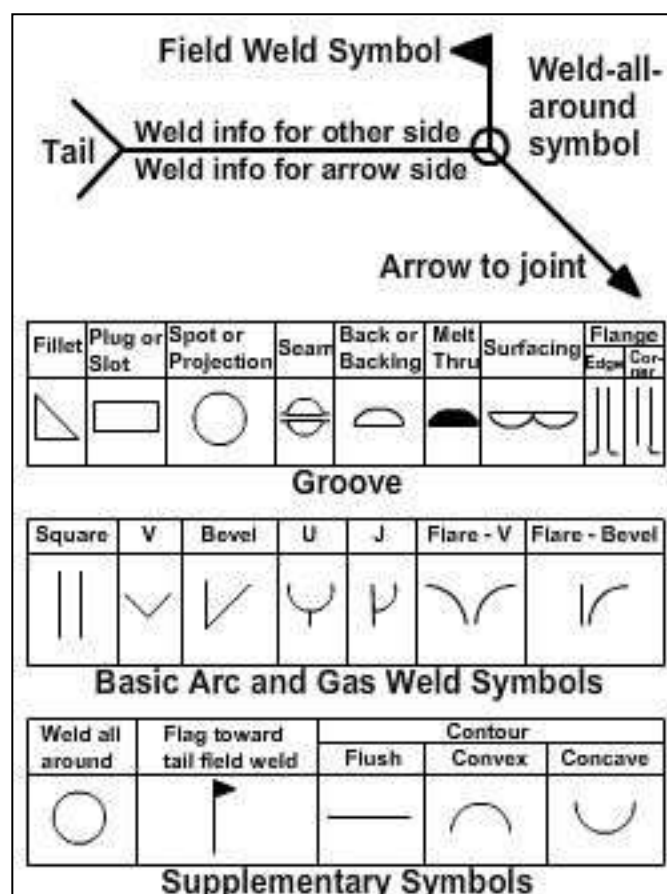 Field Weld Symbol
Weld-all-
around
symbol
Tail
Weld info for other side
Weld info for arrow side
Arrow to joint
Fillet
Plug or
Slot
Spot or
Projection
Seam
Back or
Backing
Melt
Thru
Surfacing
Flange
Edge
Cor-
ner
Groove
Square
V
Bevel
U
J
Flare - V
Flare - Bevel
Basic Arc and Gas Weld Symbols
Weld all
around
Flag toward
tail field weld
Contour
Flush
Convex
Concave
Supplementary Symbols